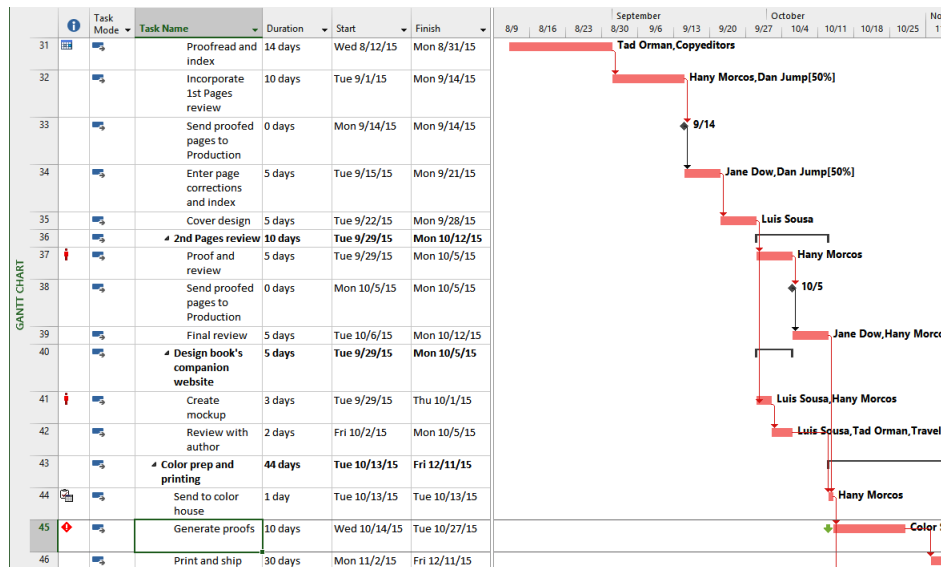 September October No
Task
Mode Task Name Duration Start Finish 8/9 8/16 8/23 8/30 9/6 9/13 9/20 9/27 10/4 10/11 10/18 10/25 11
31 Proofread and 14 days Wed 8/12/15 Mon 8/31/15 Tad Orman,Copyeditors
index
32 Incorporate 10 days Tue 9/1/15 Mon 9/14/15 Hany Morcos,Dan Jump[50%]
1st Pages
review
33 Send proofed 0 days Mon 9/14/15 Mon 9/14/15 9/14
pages to
Production
34 Enter page 5 days Tue 9/15/15 Mon 9/21/15 Jane Dow,Dan Jump[50%]
corrections
and index
35 Cover design 5 days Tue 9/22/15 Mon 9/28/15 Luis Sousa
36 2nd Pages review 10 days Tue 9/29/15 Mon 10/12/15
37 Proof and 5 days Tue 9/29/15 Mon 10/5/15 Hany Morcos
review
38 Send proofed 0 days Mon 10/5/15 Mon 10/5/15 10/5
pages to
Production
GANTT CHART
39 Final review 5 days Tue 10/6/15 Mon 10/12/15 Jane Dow,Hany Morco
40 Design book's 5 days Tue 9/29/15 Mon 10/5/15
companion
website
41 Create 3 days Tue 9/29/15 Thu 10/1/15 Luis Sousa,Hany Morcos
mockup
42 Review with 2 days Fri 10/2/15 Mon 10/5/15 Luis Sousa,Tad Orman,Travel
author
43 Color prep and 44 days Tue 10/13/15 Fri 12/11/15
printing
44 Send to color 1 day Tue 10/13/15 Tue 10/13/15 Hany Morcos
house
45 Generate proofs 10 days Wed 10/14/15 Tue 10/27/15 Color S
46 Print and ship 30 days Mon 11/2/15 Fri 12/11/15